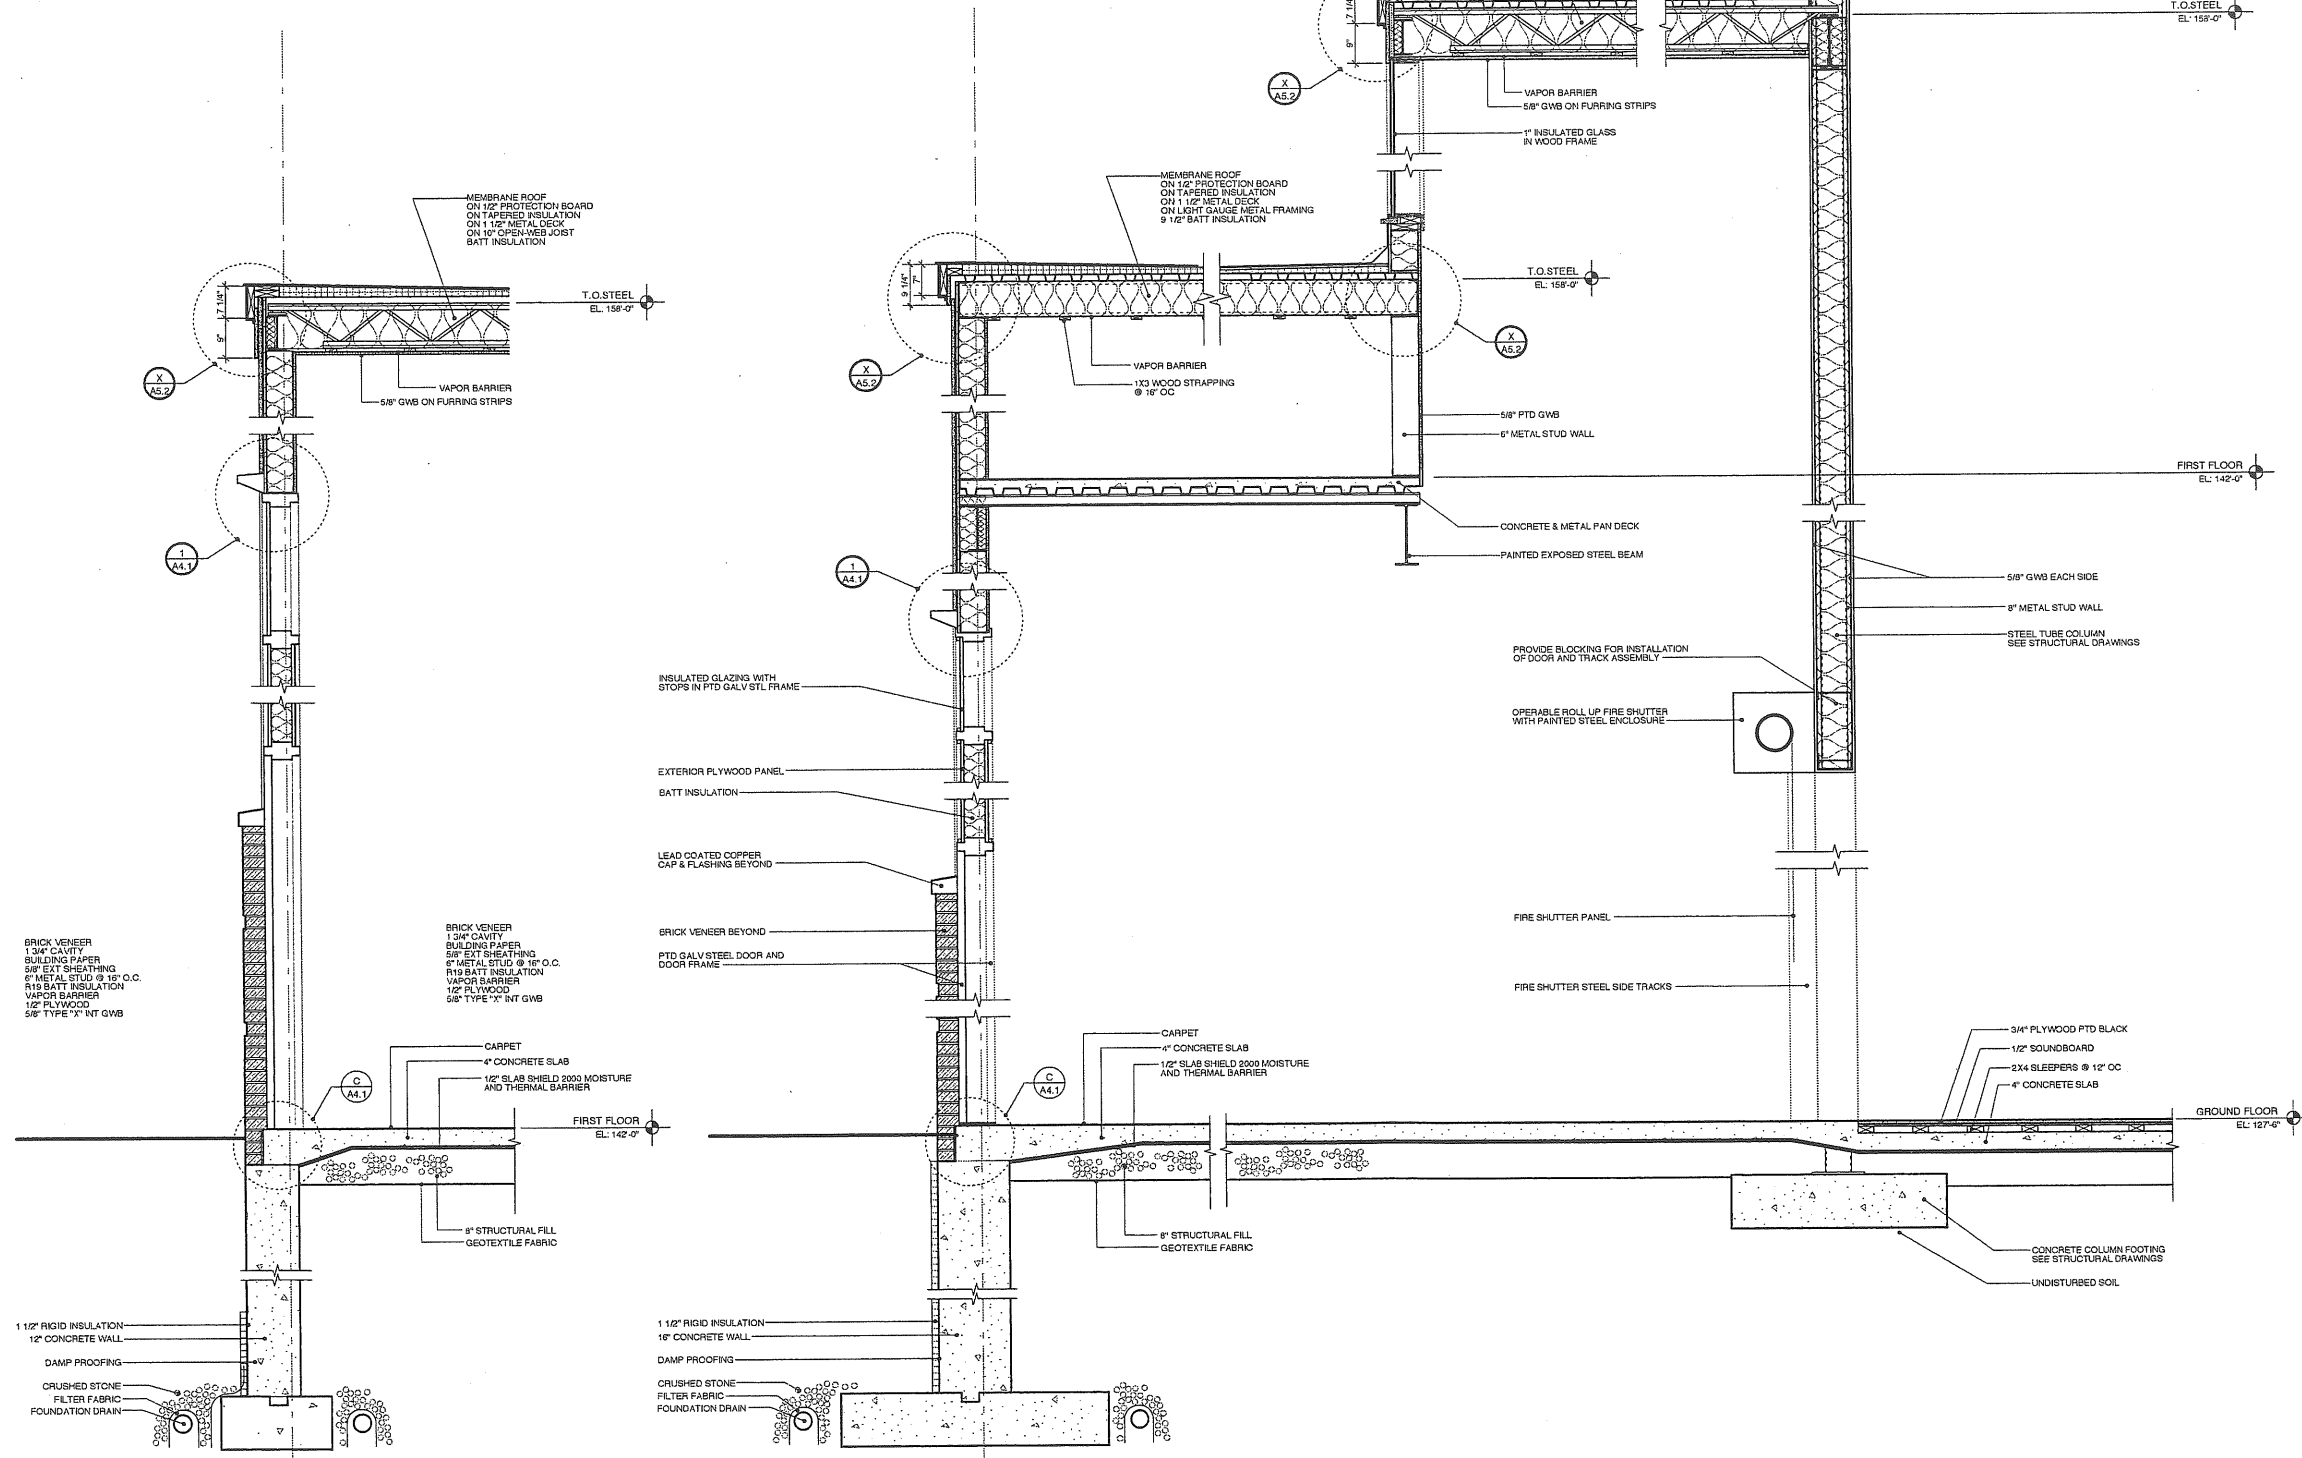 T.O.STEEL
EL: 158'-0"
7 1/4"
9"
X
A5.2
VAPOR BARRIER
5/8" GWB ON FURRING STRIPS
1" INSULATED GLASS
IN WOOD FRAME
MEMBRANE ROOF
ON 1/2" PROTECTION BOARD
ON TAPERED INSULATION
ON 1 1/2" METAL DECK
ON 10" OPEN-WEB JOIST
BATT INSULATION
T.O.STEEL
EL: 158'-0"
7 1/4"
9"
X
A5.2
VAPOR BARRIER
5/8" GWB ON FURRING STRIPS
1
A4.1
BRICK VENEER
1 3/4" CAVITY
BUILDING PAPER
5/8" EXT SHEATHING
6" METAL STUD @ 16" O.C.
R19 BATT INSULATION
VAPOR BARRIER
1/2" PLYWOOD
5/8" TYPE "X" INT GWB
BRICK VENEER
1 3/4" CAVITY
BUILDING PAPER
5/8" EXT SHEATHING
6" METAL STUD @ 16" O.C.
R19 BATT INSULATION
VAPOR BARRIER
1/2" PLYWOOD
5/8" TYPE "X" INT GWB
CARPET
4" CONCRETE SLAB
1/2" SLAB SHIELD 2000 MOISTURE
AND THERMAL BARRIER
C
A4.1
FIRST FLOOR
EL: 142'-0"
8" STRUCTURAL FILL
GEOTEXTILE FABRIC
1 1/2" RIGID INSULATION
12" CONCRETE WALL
DAMP PROOFING
CRUSHED STONE
FILTER FABRIC
FOUNDATION DRAIN
MEMBRANE ROOF
ON 1/2" PROTECTION BOARD
ON TAPERED INSULATION
ON 1 1/2" METAL DECK
ON LIGHT GAUGE METAL FRAMING
9 1/2" BATT INSULATION
9 1/4"
7"
T.O.STEEL
EL: 158'-0"
X
A5.2
X
A5.2
VAPOR BARRIER
1X3 WOOD STRAPPING
@ 16" OC
5/8" PTD GWB
6" METAL STUD WALL
FIRST FLOOR
EL: 142'-0"
CONCRETE & METAL PAN DECK
PAINTED EXPOSED STEEL BEAM
1
A4.1
5/8" GWB EACH SIDE
8" METAL STUD WALL
STEEL TUBE COLUMN
SEE STRUCTURAL DRAWINGS
PROVIDE BLOCKING FOR INSTALLATION
OF DOOR AND TRACK ASSEMBLY
OPERABLE ROLL UP FIRE SHUTTER
WITH PAINTED STEEL ENCLOSURE
INSULATED GLAZING WITH
STOPS IN PTD GALV STL FRAME
EXTERIOR PLYWOOD PANEL
BATT INSULATION
LEAD COATED COPPER
CAP & FLASHING BEYOND
BRICK VENEER BEYOND
PTD GALV STEEL DOOR AND
DOOR FRAME
FIRE SHUTTER PANEL
FIRE SHUTTER STEEL SIDE TRACKS
CARPET
4" CONCRETE SLAB
1/2" SLAB SHIELD 2000 MOISTURE
AND THERMAL BARRIER
C
A4.1
3/4" PLYWOOD PTD BLACK
1/2" SOUNDBOARD
2X4 SLEEPERS @ 12" OC
4" CONCRETE SLAB
GROUND FLOOR
EL: 127'-6"
8" STRUCTURAL FILL
GEOTEXTILE FABRIC
CONCRETE COLUMN FOOTING
SEE STRUCTURAL DRAWINGS
UNDISTURBED SOIL
1 1/2" RIGID INSULATION
16" CONCRETE WALL
DAMP PROOFING
CRUSHED STONE
FILTER FABRIC
FOUNDATION DRAIN